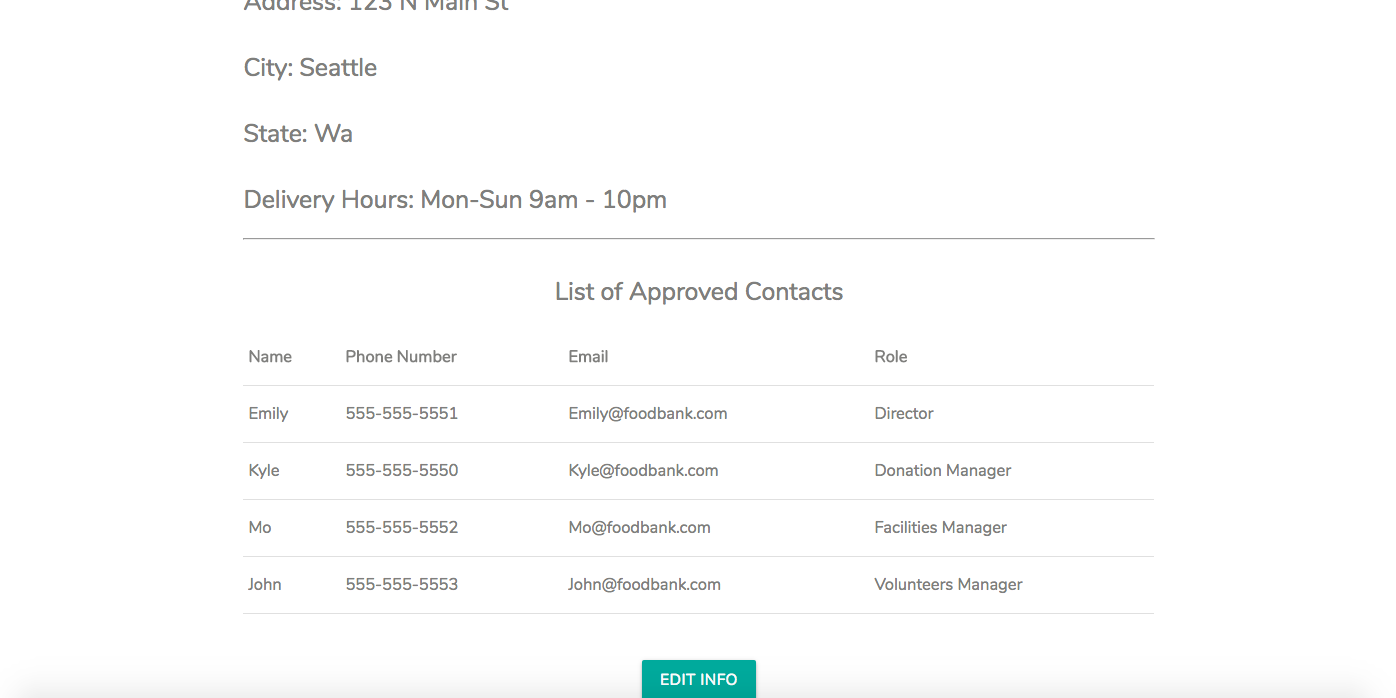 Address: 123 N Main St
City: Seattle
State: Wa
Delivery Hours: Mon-Sun 9am - 10pm
List of Approved Contacts
Name Phone Number Email Role
Emily 555-555-5551 Emily@foodbank.com Director
Kyle 555-555-5550 Kyle@foodbank.com Donation Manager
Mo 555-555-5552 Mo@foodbank.com Facilities Manager
John 555-555-5553 John@foodbank.com Volunteers Manager
EDIT INFO